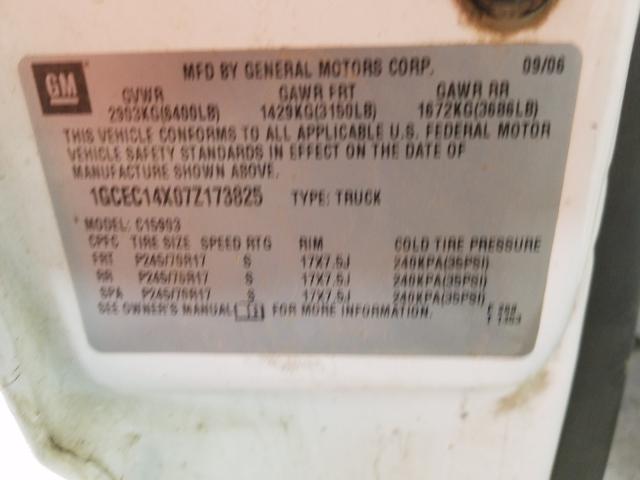 GM
MFD BY GENERAL MOTORS CORP. 09/06
GVWR GAWR FRT GAWR RR
2903KG(6400LB) 1429KG(3150LB) 1672KG(3686LB)
THIS VEHICLE CONFORMS TO ALL APPLICABLE U.S. FEDERAL MOTOR
VEHICLE SAFETY STANDARDS IN EFFECT ON THE DATE OF
MANUFACTURE SHOWN ABOVE.
1GCEC14X07Z173825 TYPE: TRUCK
MODEL: C15903
CPFC TIRE SIZE SPEED RTG RIM COLD TIRE PRESSURE
FRT P245/70R17 S 17X7.5J 240KPA(35PSI)
RR P245/70R17 S 17X7.5J 240KPA(35PSI)
SPA P245/70R17 S 17X7.5J 240KPA(35PSI)
SEE OWNER'S MANUAL FOR MORE INFORMATION.